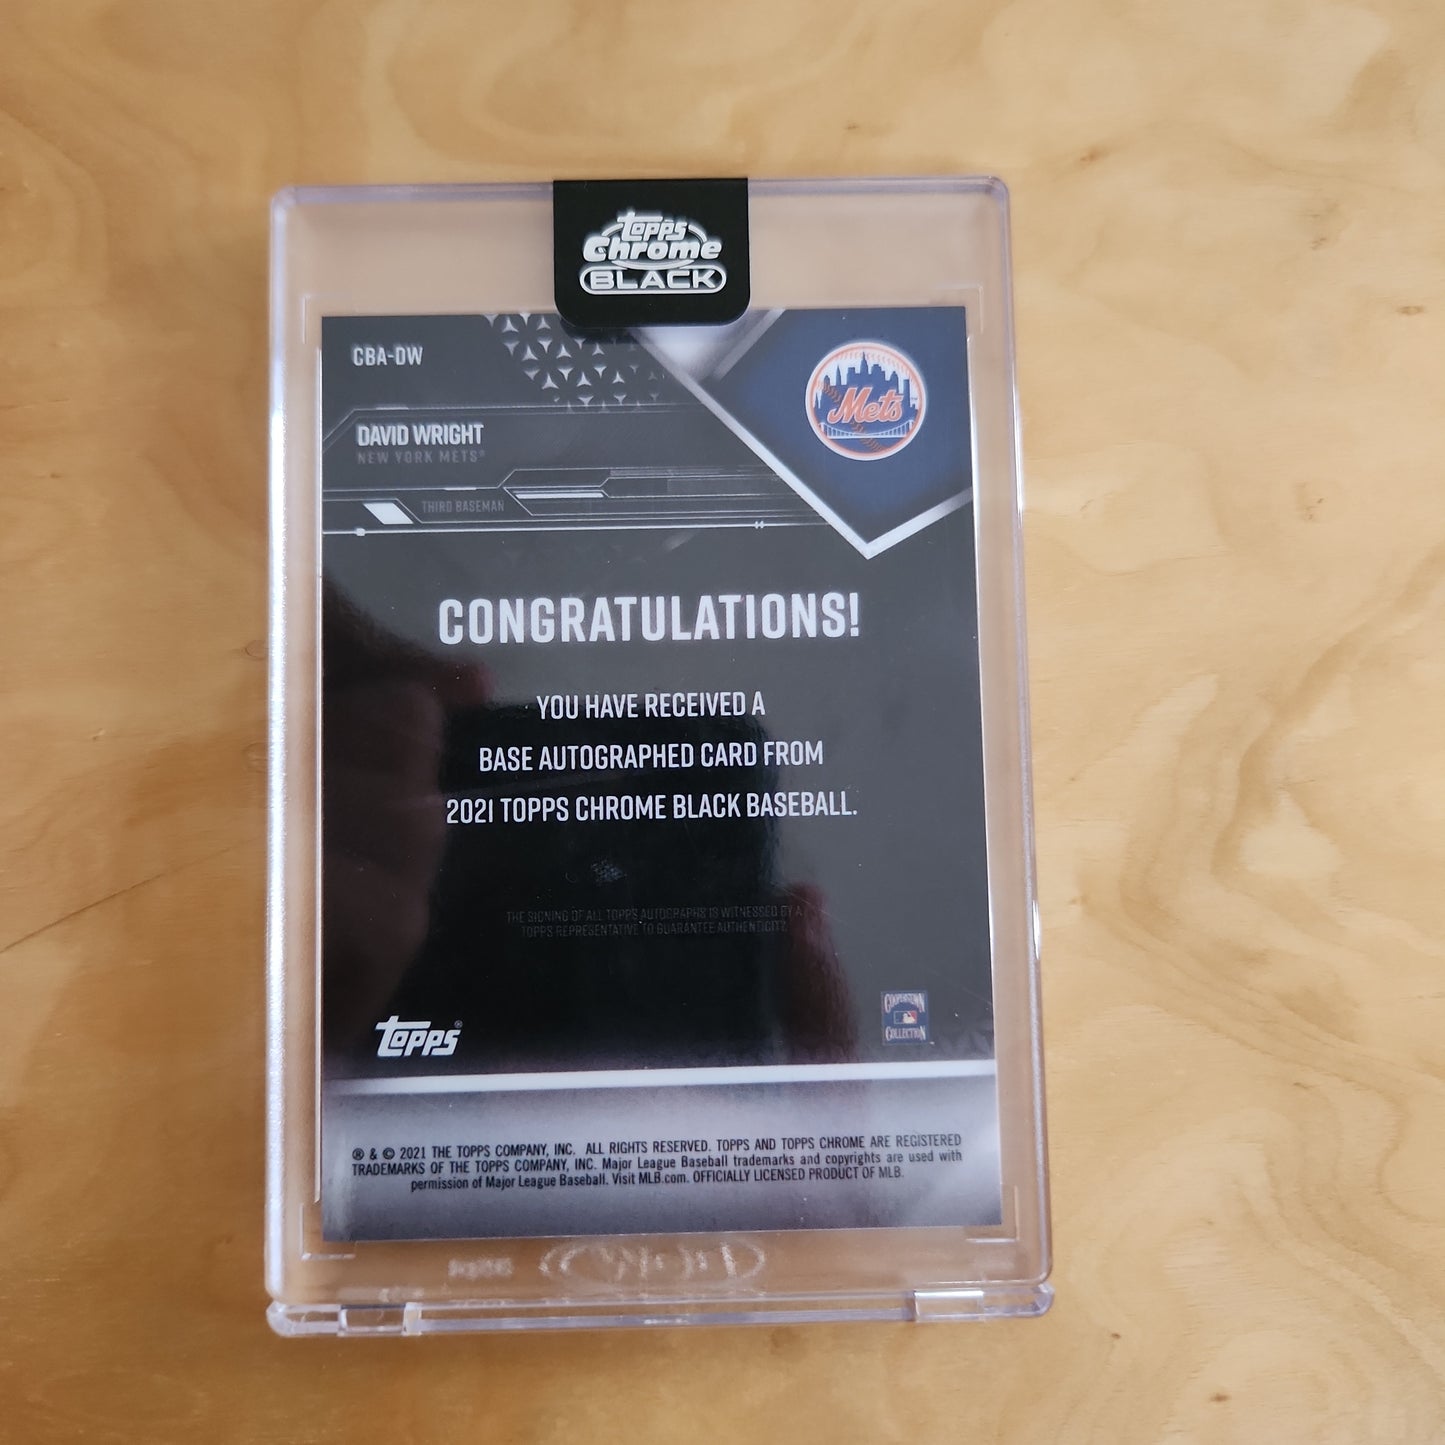 topps
Chrome
BLACK
CBA-DW
Mets
DAVID WRIGHT
NEW YORK METS®
THIRD BASEMAN
CONGRATULATIONS!
YOU HAVE RECEIVED A
BASE AUTOGRAPHED CARD FROM
2021 TOPPS CHROME BLACK BASEBALL.
THE SIGNING OF ALL TOPPS AUTOGRAPHS IS WITNESSED BY A
TOPPS REPRESENTATIVE TO GUARANTEE AUTHENTICITY.
COOPERSTOWN
COLLECTION
topps®
® & © 2021 THE TOPPS COMPANY, INC. ALL RIGHTS RESERVED. TOPPS AND TOPPS CHROME ARE REGISTERED
TRADEMARKS OF THE TOPPS COMPANY, INC. Major League Baseball trademarks and copyrights are used with
permission of Major League Baseball. Visit MLB.com. OFFICIALLY LICENSED PRODUCT OF MLB.